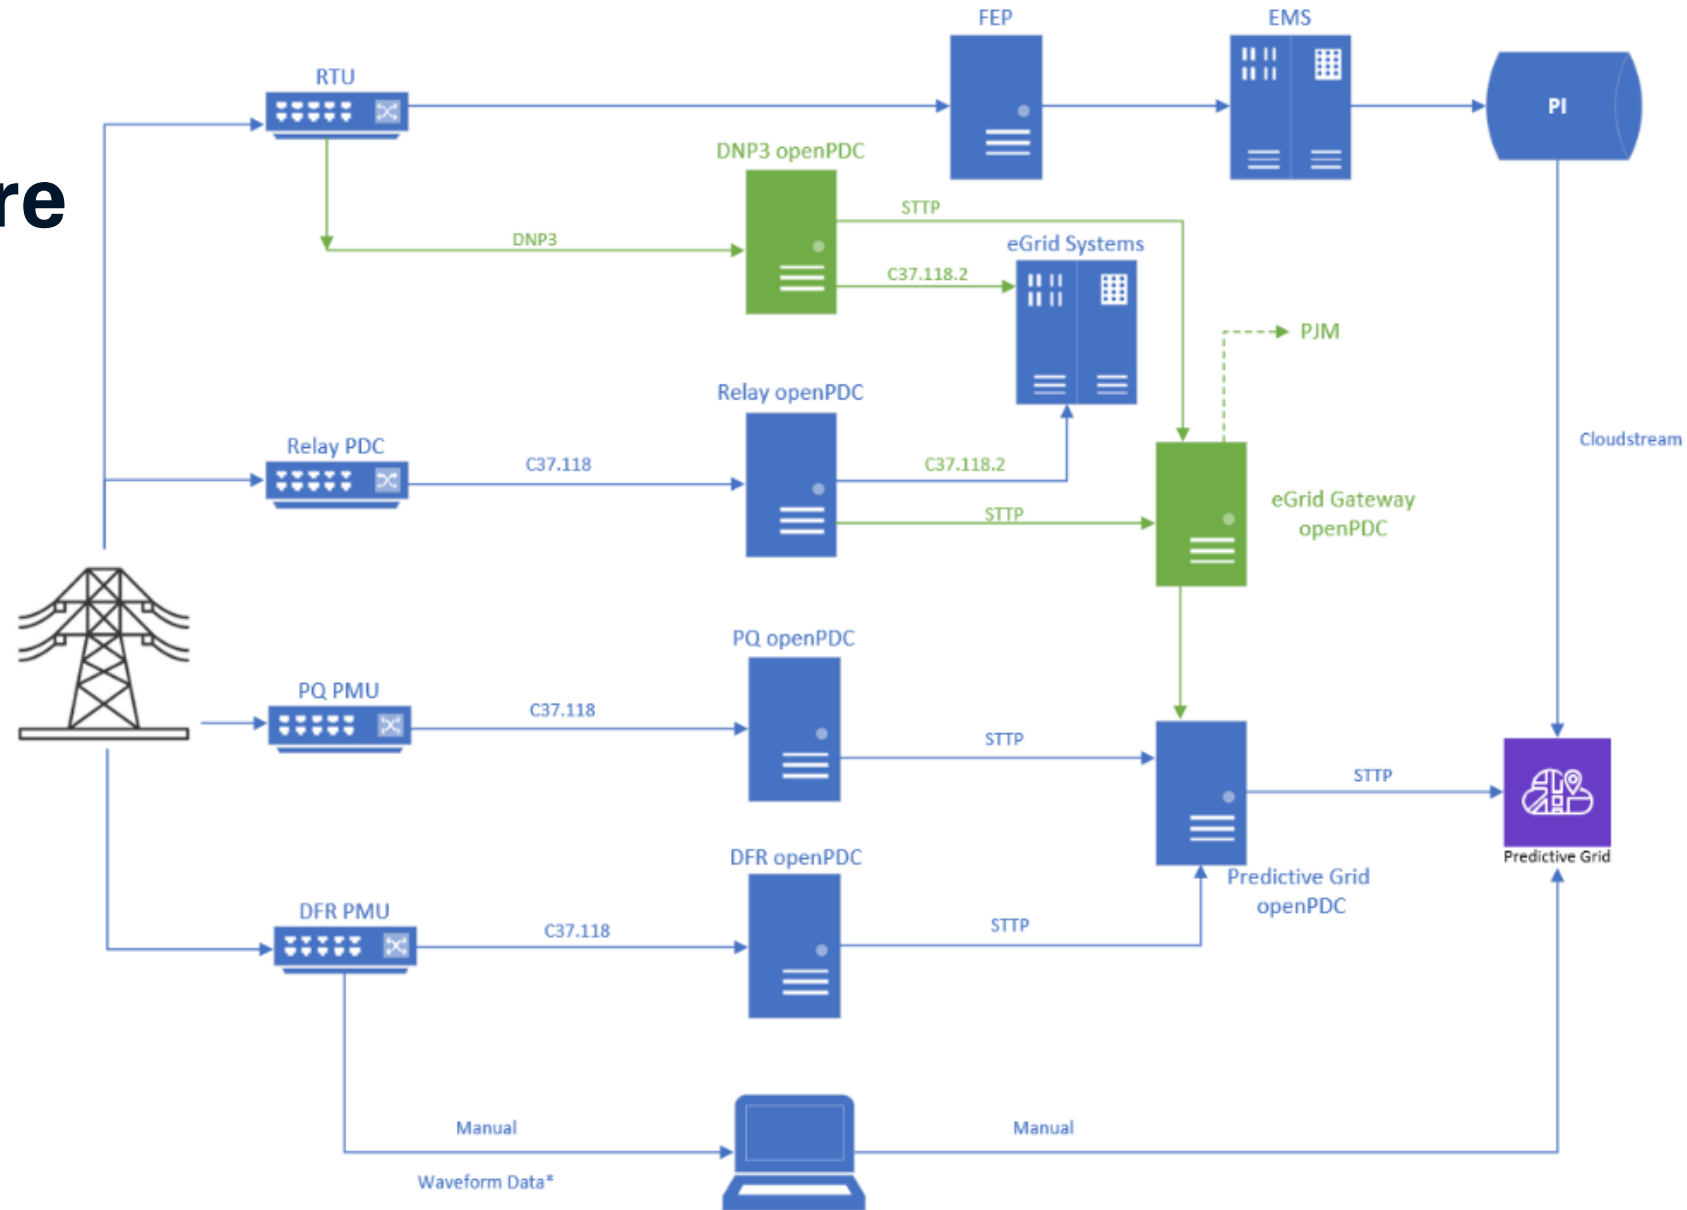 re
FEP
EMS
RTU
PI
DNP3 openPDC
STTP
DNP3
eGrid Systems
C37.118.2
PJM
Relay openPDC
Relay PDC
C37.118
C37.118.2
Cloudstream
STTP
eGrid Gateway
openPDC
PQ openPDC
PQ PMU
C37.118
STTP
STTP
Predictive Grid
DFR openPDC
Predictive Grid
openPDC
DFR PMU
C37.118
STTP
Manual
Manual
Waveform Data*